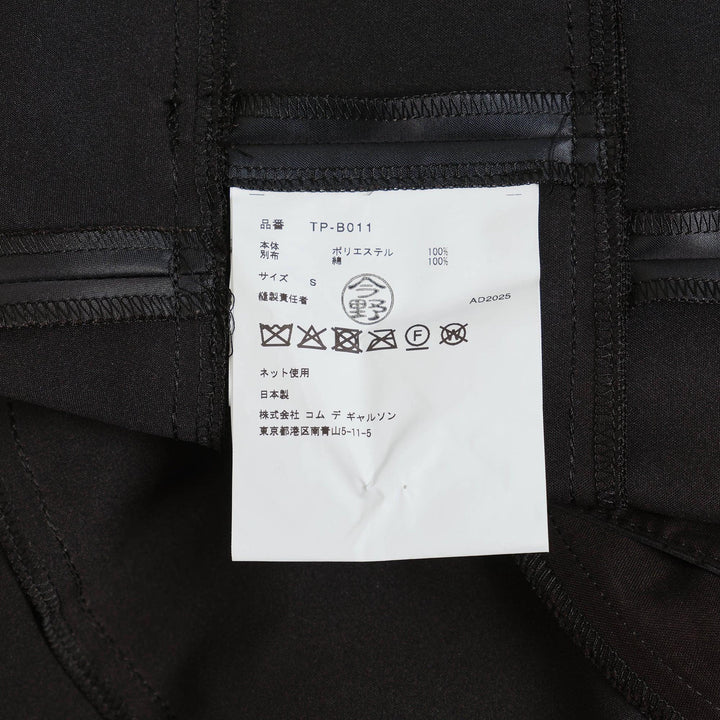 品番 TP-B011
本体 ポリエステル 100%
別布 綿 100%
サイズ S
縫製責任者 今野 AD2025
F W
ネット使用
日本製
株式会社 コム デ ギャルソン
東京都港区南青山5-11-5